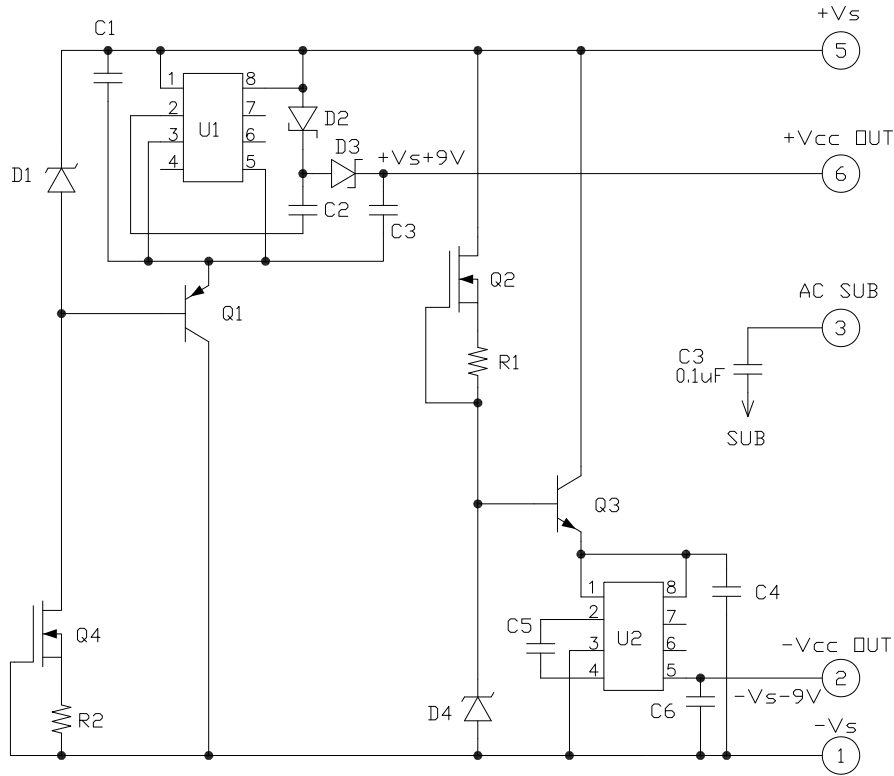 C1
+Vs
5
1
8
2
7
U1
3
6
4
5
D2
D3
+Vs+9V
+Vcc OUT
6
D1
C2
C3
Q1
Q2
R1
AC SUB
3
C3
0.1uF
SUB
Q3
1
8
2
7
U2
3
6
4
5
C4
C5
Q4
-Vcc OUT
2
-Vs-9V
C6
R2
D4
-Vs
1